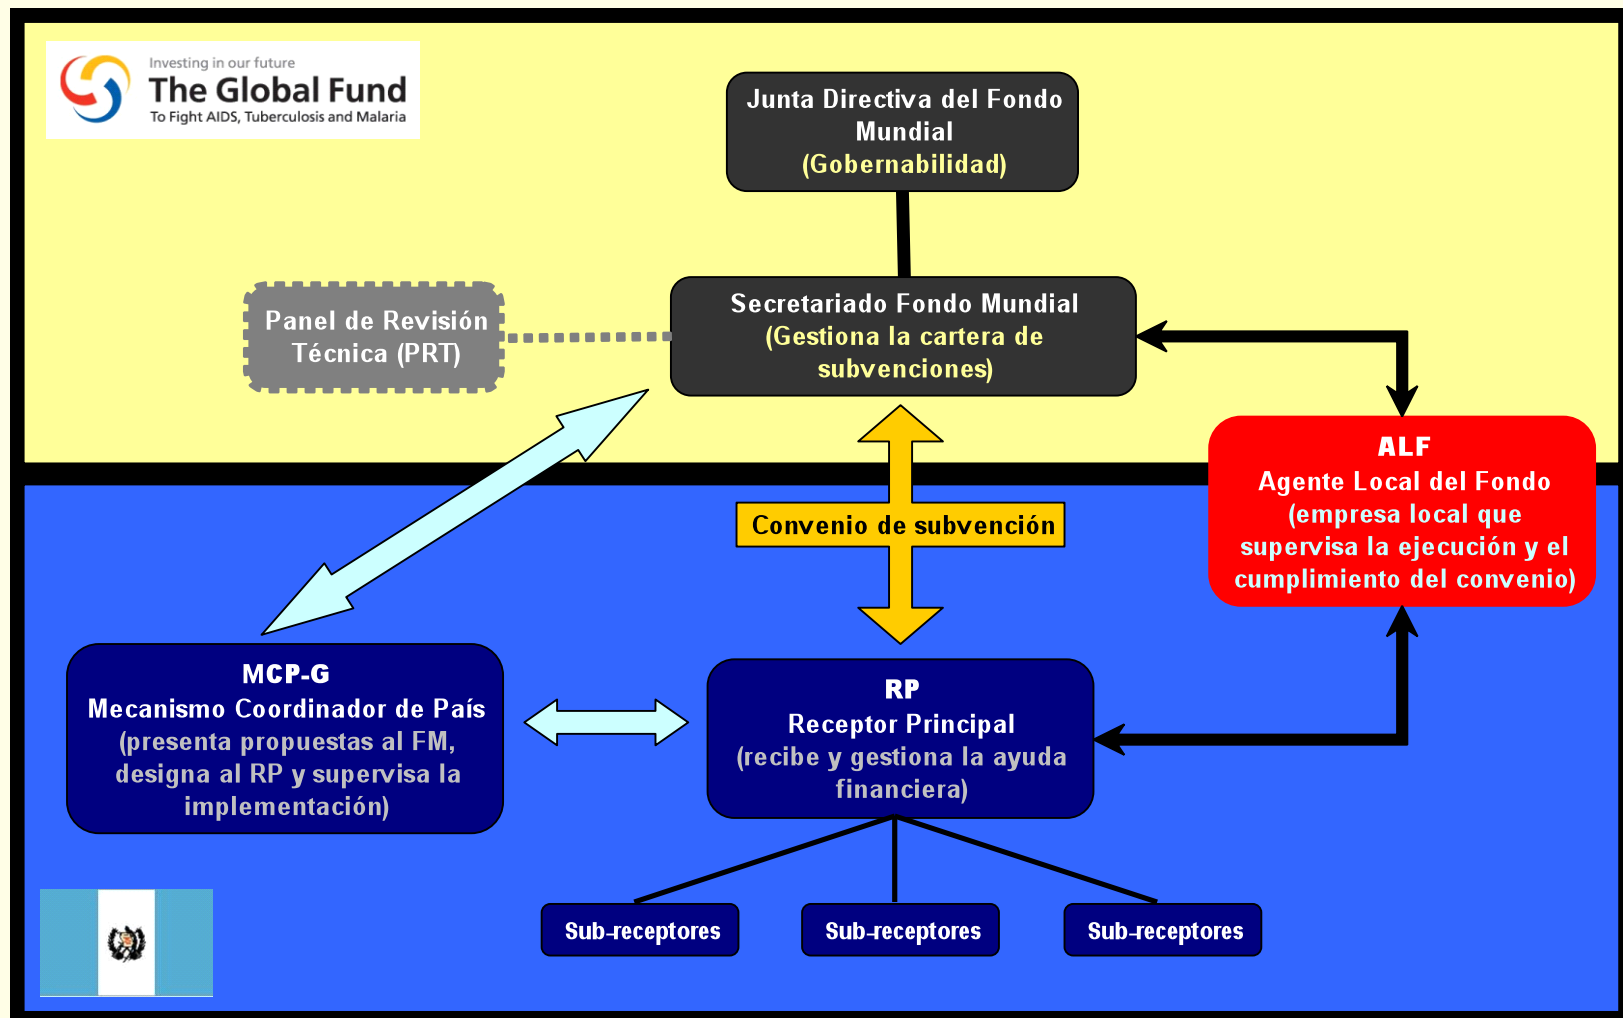 Investing in our future
The Global Fund
To Fight AIDS, Tuberculosis and Malaria
Junta Directiva del Fondo
Mundial
(Gobernabilidad)
Panel de Revisión
Técnica (PRT)
Secretariado Fondo Mundial
(Gestiona la cartera de
subvenciones)
ALF
Agente Local del Fondo
(empresa local que
supervisa la ejecución y el
cumplimiento del convenio)
Convenio de subvención
MCP-G
Mecanismo Coordinador de País
(presenta propuestas al FM,
designa al RP y supervisa la
implementación)
RP
Receptor Principal
(recibe y gestiona la ayuda
financiera)
Sub-receptores
Sub-receptores
Sub-receptores